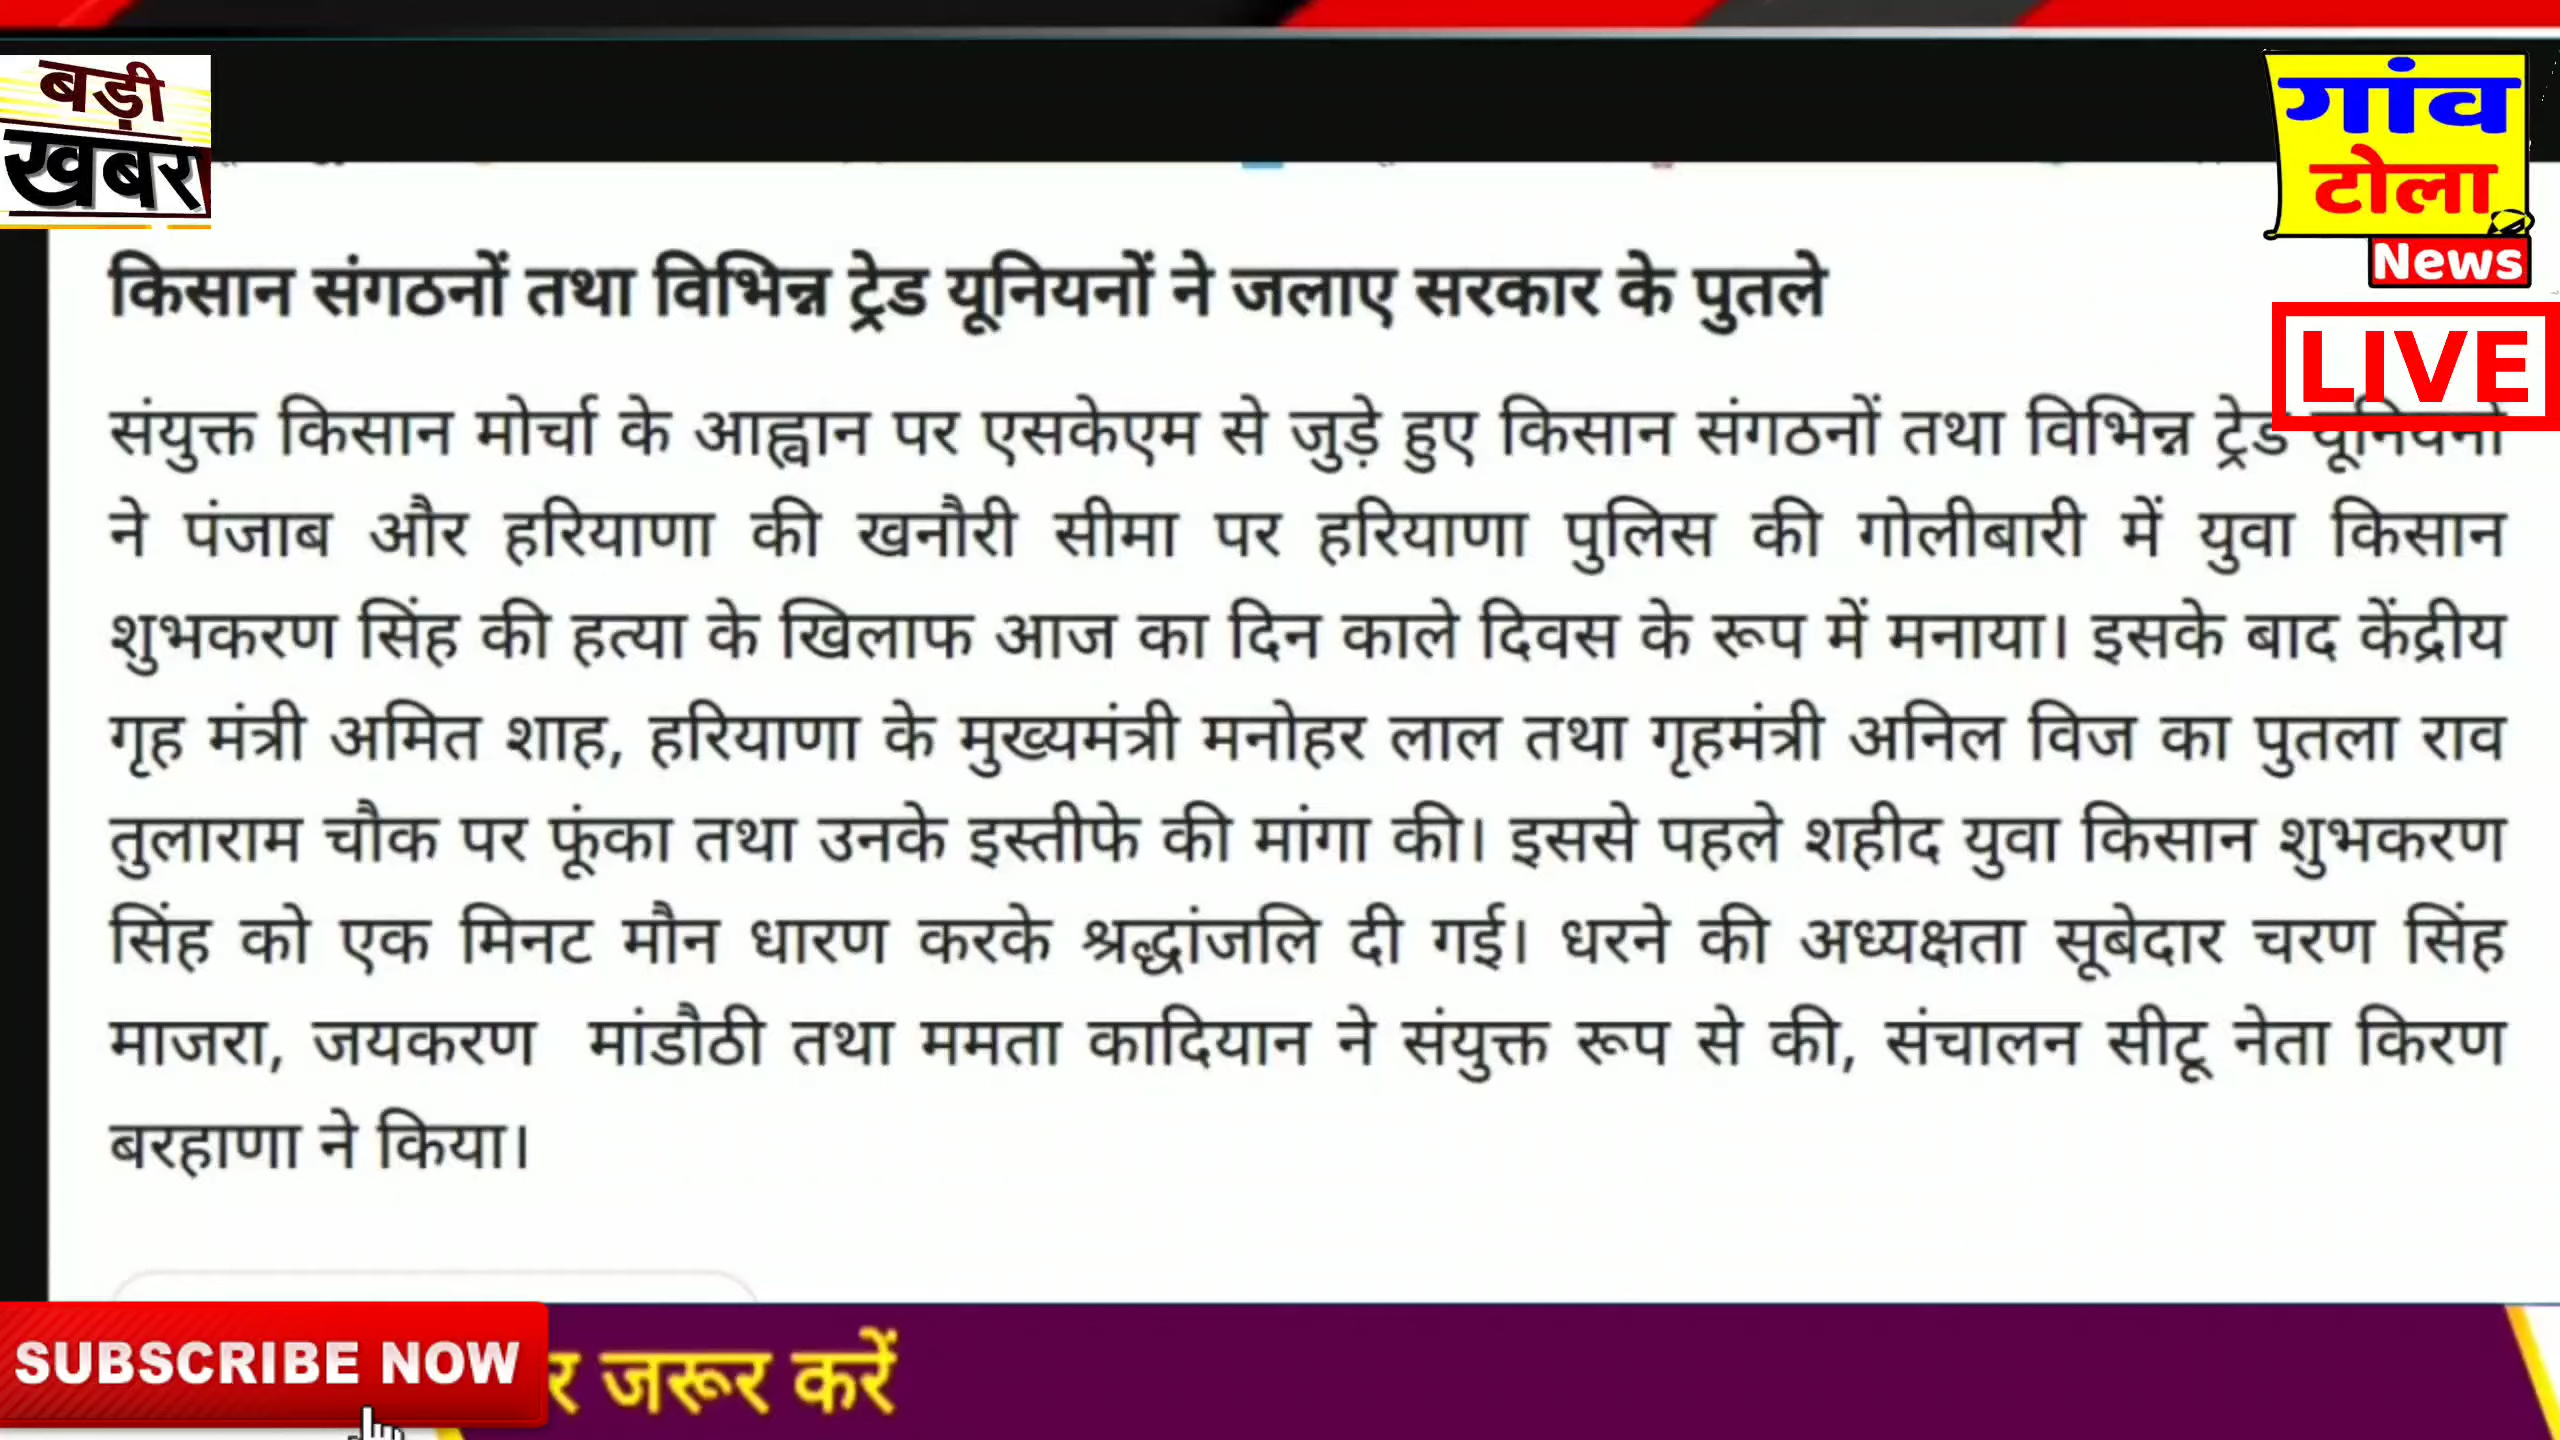 बड़ी
खबर
गांव
टोला
News
LIVE
किसान संगठनों तथा विभिन्न ट्रेड यूनियनों ने जलाए सरकार के पुतले
संयुक्त किसान मोर्चा के आह्वान पर एसकेएम से जुड़े हुए किसान संगठनों तथा विभिन्न ट्रेड यूनियनों
ने पंजाब और हरियाणा की खनौरी सीमा पर हरियाणा पुलिस की गोलीबारी में युवा किसान
शुभकरण सिंह की हत्या के खिलाफ आज का दिन काले दिवस के रूप में मनाया। इसके बाद केंद्रीय
गृह मंत्री अमित शाह, हरियाणा के मुख्यमंत्री मनोहर लाल तथा गृहमंत्री अनिल विज का पुतला राव
तुलाराम चौक पर फूंका तथा उनके इस्तीफे की मांगा की। इससे पहले शहीद युवा किसान शुभकरण
सिंह को एक मिनट मौन धारण करके श्रद्धांजलि दी गई। धरने की अध्यक्षता सूबेदार चरण सिंह
माजरा, जयकरण मांडौठी तथा ममता कादियान ने संयुक्त रूप से की, संचालन सीटू नेता किरण
बरहाणा ने किया।
SUBSCRIBE NOW
र जरूर करें